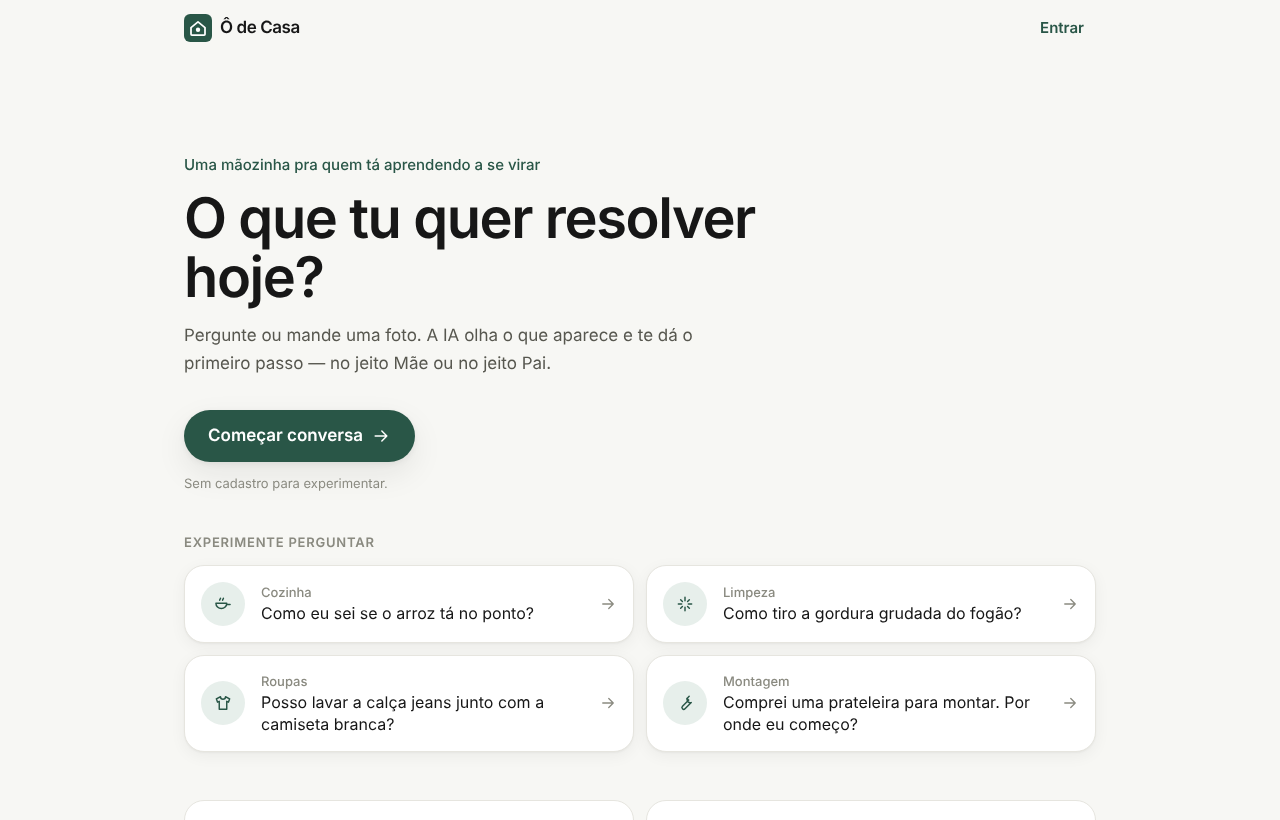 Ô de Casa
Entrar
Uma mãozinha pra quem tá aprendendo a se virar
O que tu quer resolver
hoje?
Pergunte ou mande uma foto. A IA olha o que aparece e te dá o
primeiro passo — no jeito Mãe ou no jeito Pai.
Começar conversa →
Sem cadastro para experimentar.
EXPERIMENTE PERGUNTAR
Cozinha
Como eu sei se o arroz tá no ponto?
Limpeza
Como tiro a gordura grudada do fogão?
Roupas
Posso lavar a calça jeans junto com a
camiseta branca?
Montagem
Comprei uma prateleira para montar. Por
onde eu começo?